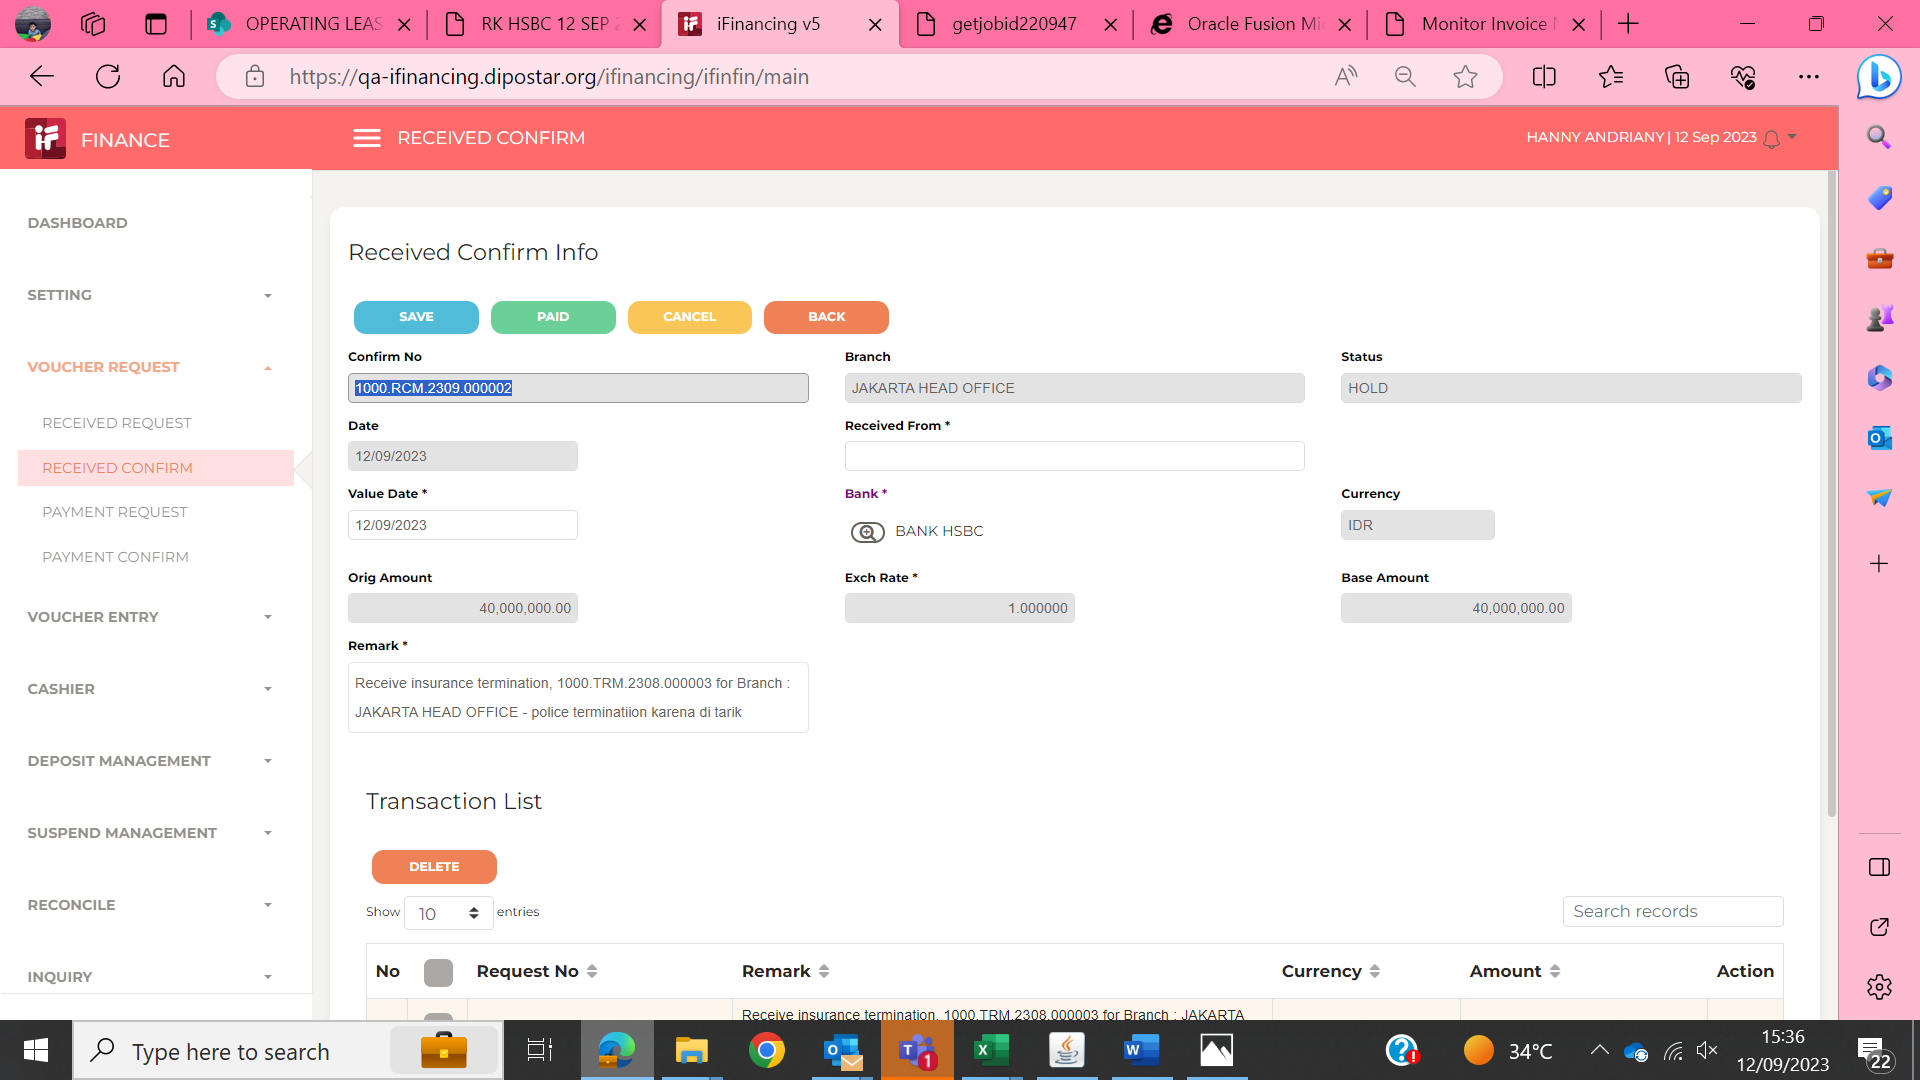 OPERATING LEAS
RK HSBC 12 SEP 2
iFinancing v5
getjobid220947
Oracle Fusion Mi
Monitor Invoice
https://qa-ifinancing.dipostar.org/ifinancing/ifinfin/main
iF FINANCE
RECEIVED CONFIRM
HANNY ANDRIANY | 12 Sep 2023
DASHBOARD
SETTING
VOUCHER REQUEST
RECEIVED REQUEST
RECEIVED CONFIRM
PAYMENT REQUEST
PAYMENT CONFIRM
VOUCHER ENTRY
CASHIER
DEPOSIT MANAGEMENT
SUSPEND MANAGEMENT
RECONCILE
INQUIRY
Received Confirm Info
SAVE PAID CANCEL BACK
Confirm No Branch Status
1000.RCM.2309.000002 JAKARTA HEAD OFFICE HOLD
Date Received From *
12/09/2023
Value Date * Bank * Currency
12/09/2023 BANK HSBC IDR
Orig Amount Exch Rate * Base Amount
40,000,000.00 1.000000 40,000,000.00
Remark *
Receive insurance termination, 1000.TRM.2308.000003 for Branch :
JAKARTA HEAD OFFICE - police terminatiion karena di tarik
Transaction List
DELETE
Show 10 entries
Search records
No Request No Remark Currency Amount Action
Receive insurance termination, 1000.TRM.2308.000003 for Branch : JAKARTA
Type here to search
1
34°C
15:36
12/09/2023
22